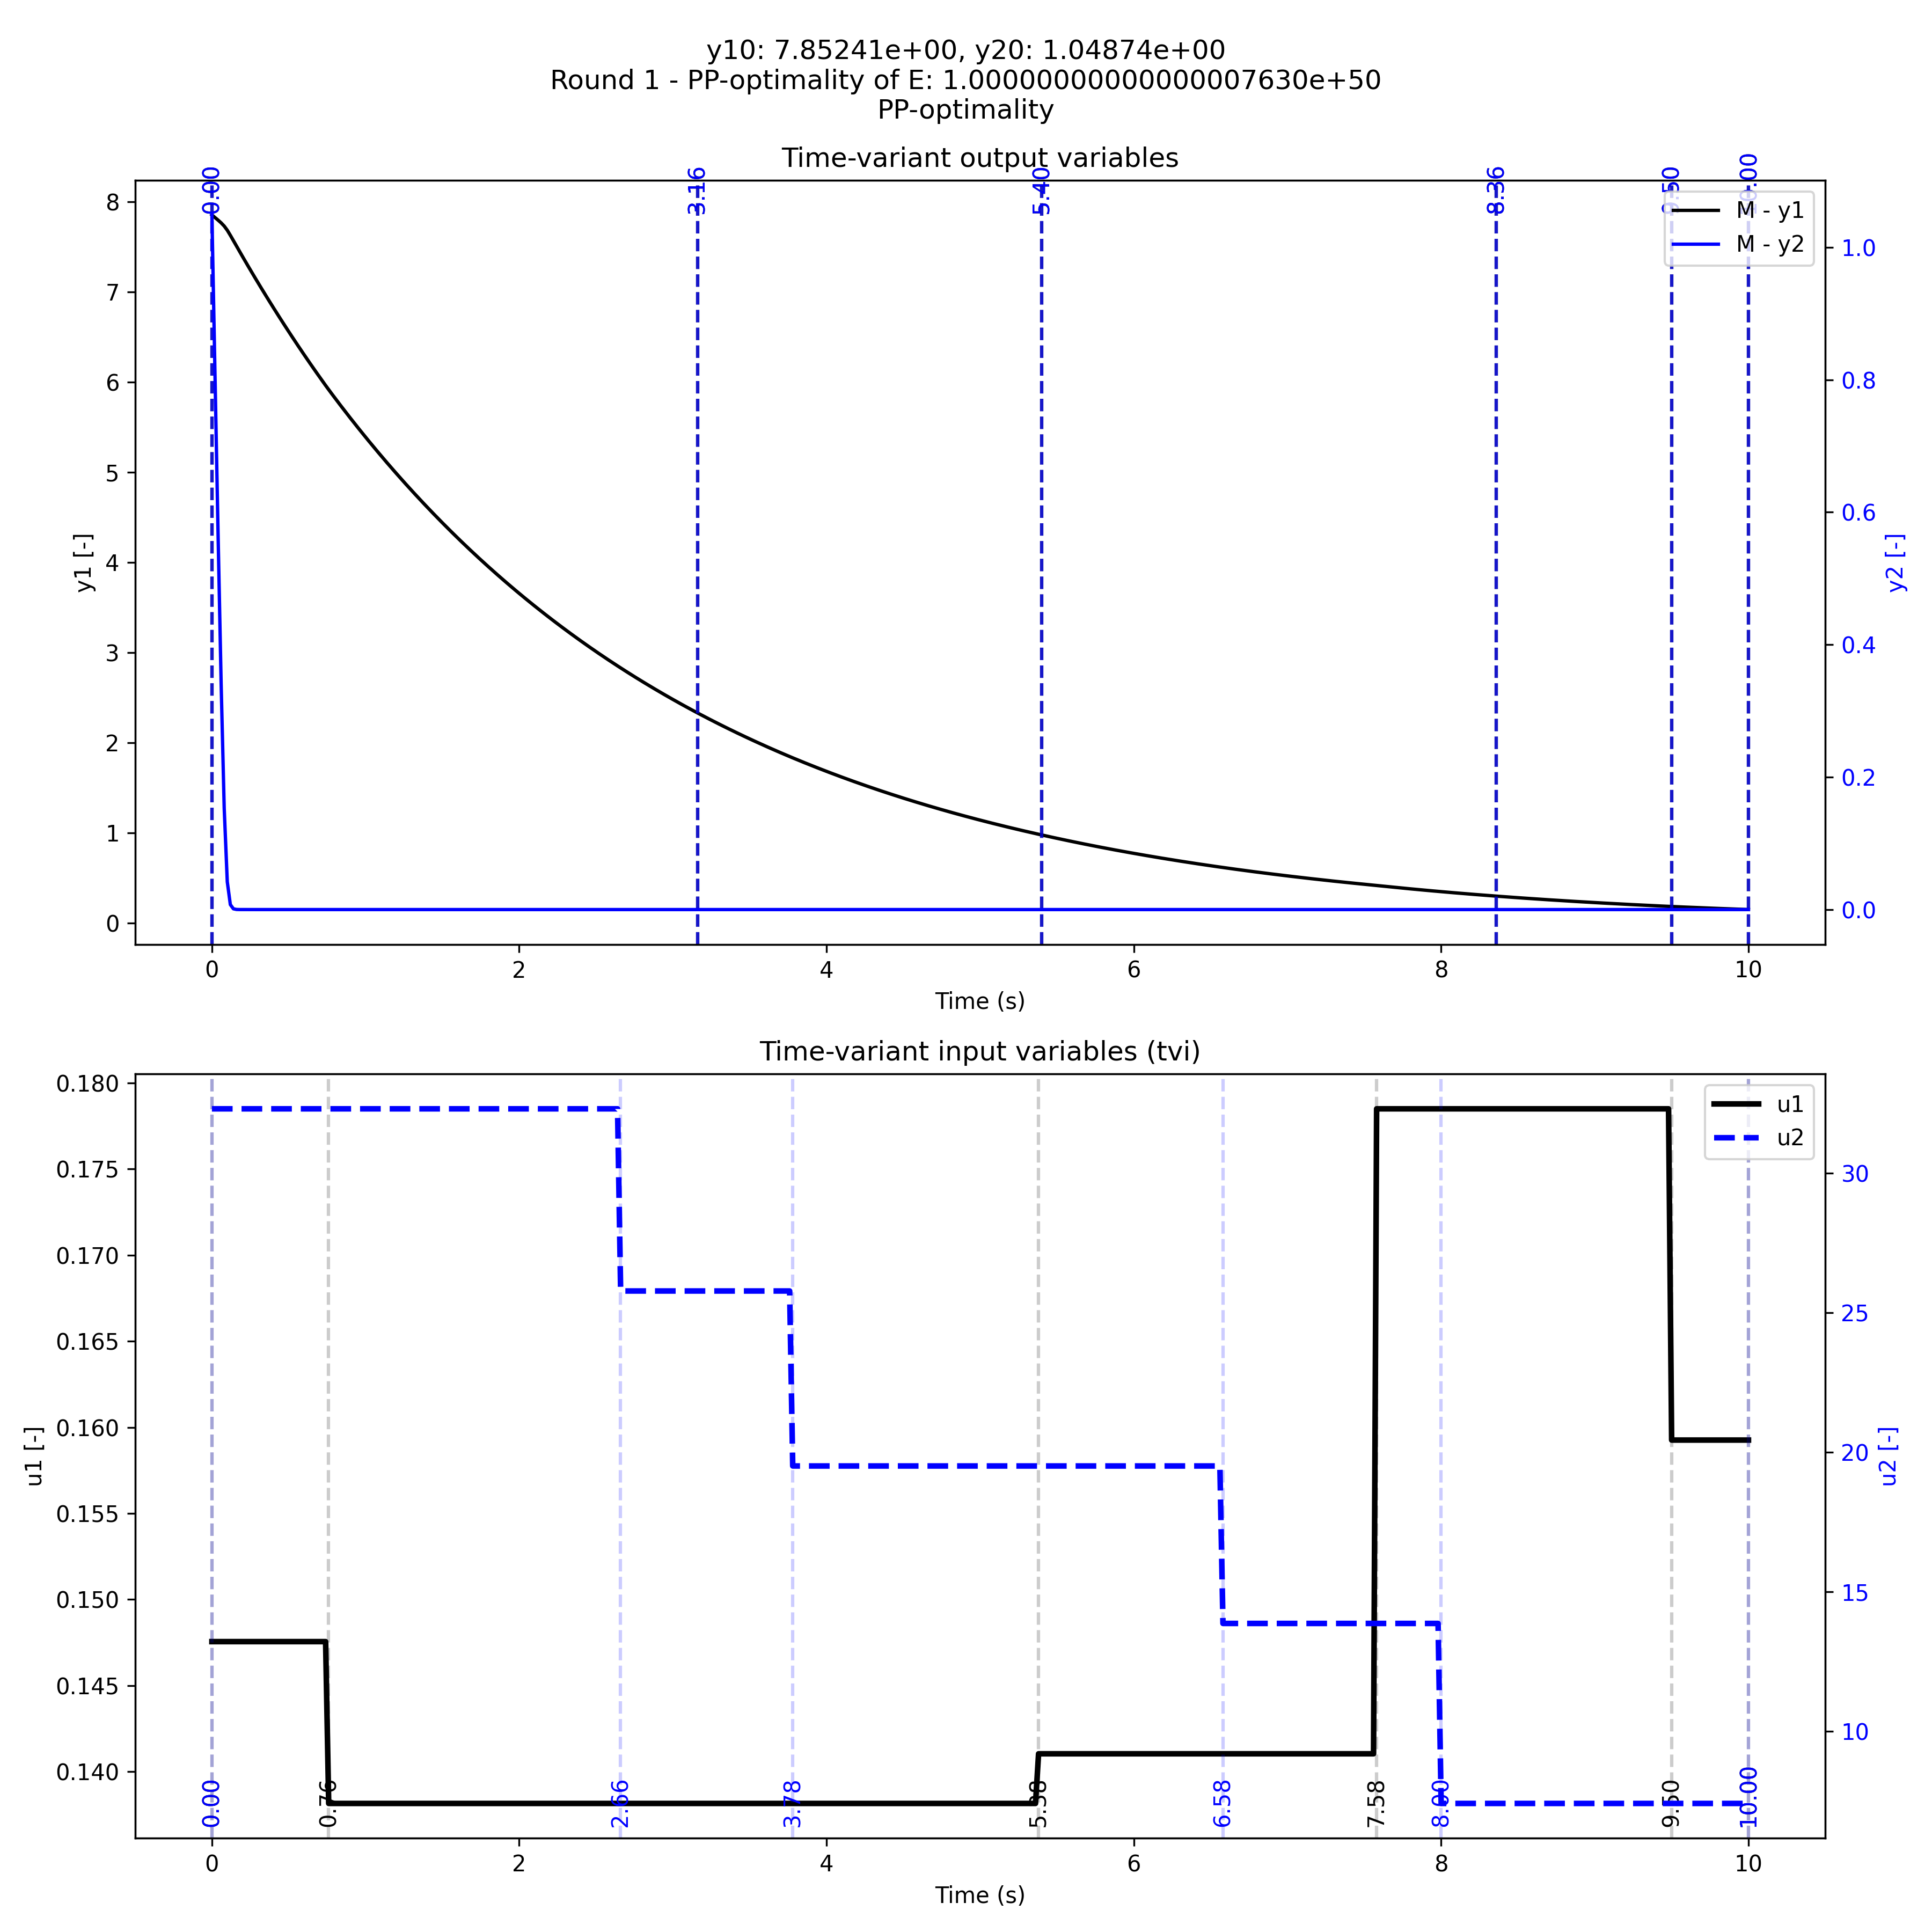 y10: 7.85241e+00, y20: 1.04874e+00
Round 1 - PP-optimality of E: 1.00000000000000007630e+50
PP-optimality
Time-variant output variables
0.00
3.16
5.40
8.36
9.50
10.00
M - y1
M - y2
8
7
6
5
4
3
2
1
0
y1 [-]
1.0
0.8
0.6
0.4
0.2
0.0
y2 [-]
0 2 4 6 8 10
Time (s)
Time-variant input variables (tvi)
u1
u2
0.180
0.175
0.170
0.165
0.160
0.155
0.150
0.145
0.140
u1 [-]
30
25
20
15
10
u2 [-]
0.00
0.76
2.66
3.78
5.38
6.58
7.58
8.00
9.50
10.00
0 2 4 6 8 10
Time (s)